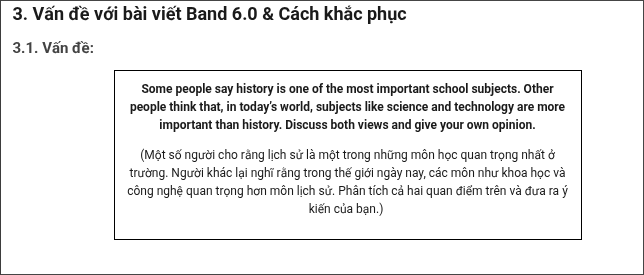 3. Vấn đề với bài viết Band 6.0 & Cách khắc phục
3.1. Vấn đề:
Some people say history is one of the most important school subjects. Other
people think that, in today's world, subjects like science and technology are more
important than history. Discuss both views and give your own opinion.
(Một số người cho rằng lịch sử là một trong những môn học quan trọng nhất ở
trường. Người khác lại nghĩ rằng trong thế giới ngày nay, các môn như khoa học và
công nghệ quan trọng hơn môn lịch sử. Phân tích cả hai quan điểm trên và đưa ra ý
kiến của bạn.)